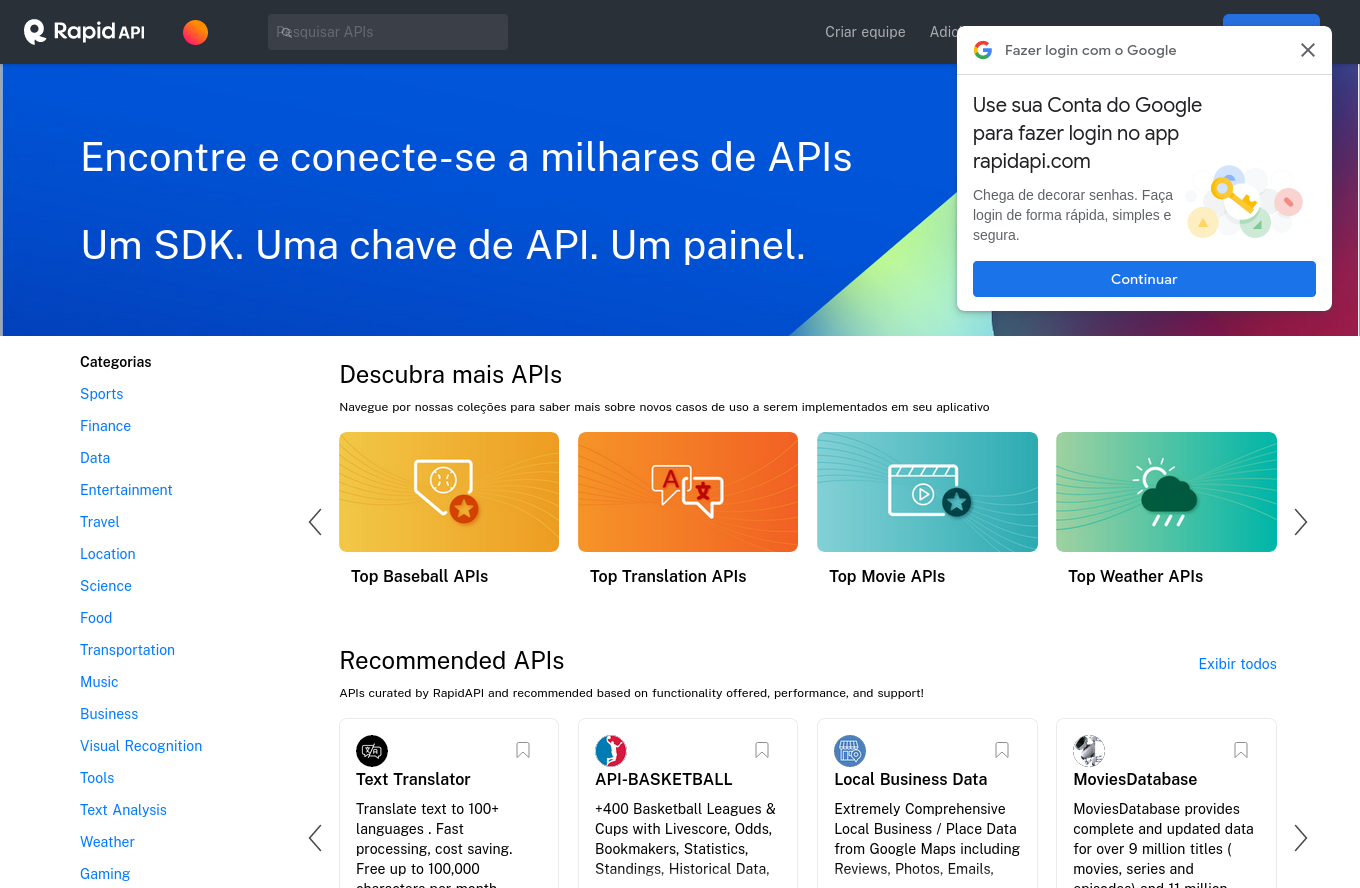 RapidAPI
Pesquisar APIs
Criar equipe
Fazer login com o Google
Use sua Conta do Google
para fazer login no app
rapidapi.com
Chega de decorar senhas. Faça
login de forma rápida, simples e
segura.
Continuar
Encontre e conecte-se a milhares de APIs
Um SDK. Uma chave de API. Um painel.
Categorias
Sports
Finance
Data
Entertainment
Travel
Location
Science
Food
Transportation
Music
Business
Visual Recognition
Tools
Text Analysis
Weather
Gaming
Descubra mais APIs
Navegue por nossas coleções para saber mais sobre novos casos de uso a serem implementados em seu aplicativo
Top Baseball APIs
Top Translation APIs
Top Movie APIs
Top Weather APIs
Recommended APIs
Exibir todos
APIs curated by RapidAPI and recommended based on functionality offered, performance, and support!
Text Translator
Translate text to 100+
languages . Fast
processing, cost saving.
Free up to 100,000
characters per month
API-BASKETBALL
+400 Basketball Leagues &
Cups with Livescore, Odds,
Bookmakers, Statistics,
Standings, Historical Data,
Local Business Data
Extremely Comprehensive
Local Business / Place Data
from Google Maps including
Reviews, Photos, Emails,
MoviesDatabase
MoviesDatabase provides
complete and updated data
for over 9 million titles (
movies, series and
episodes) and 11 million